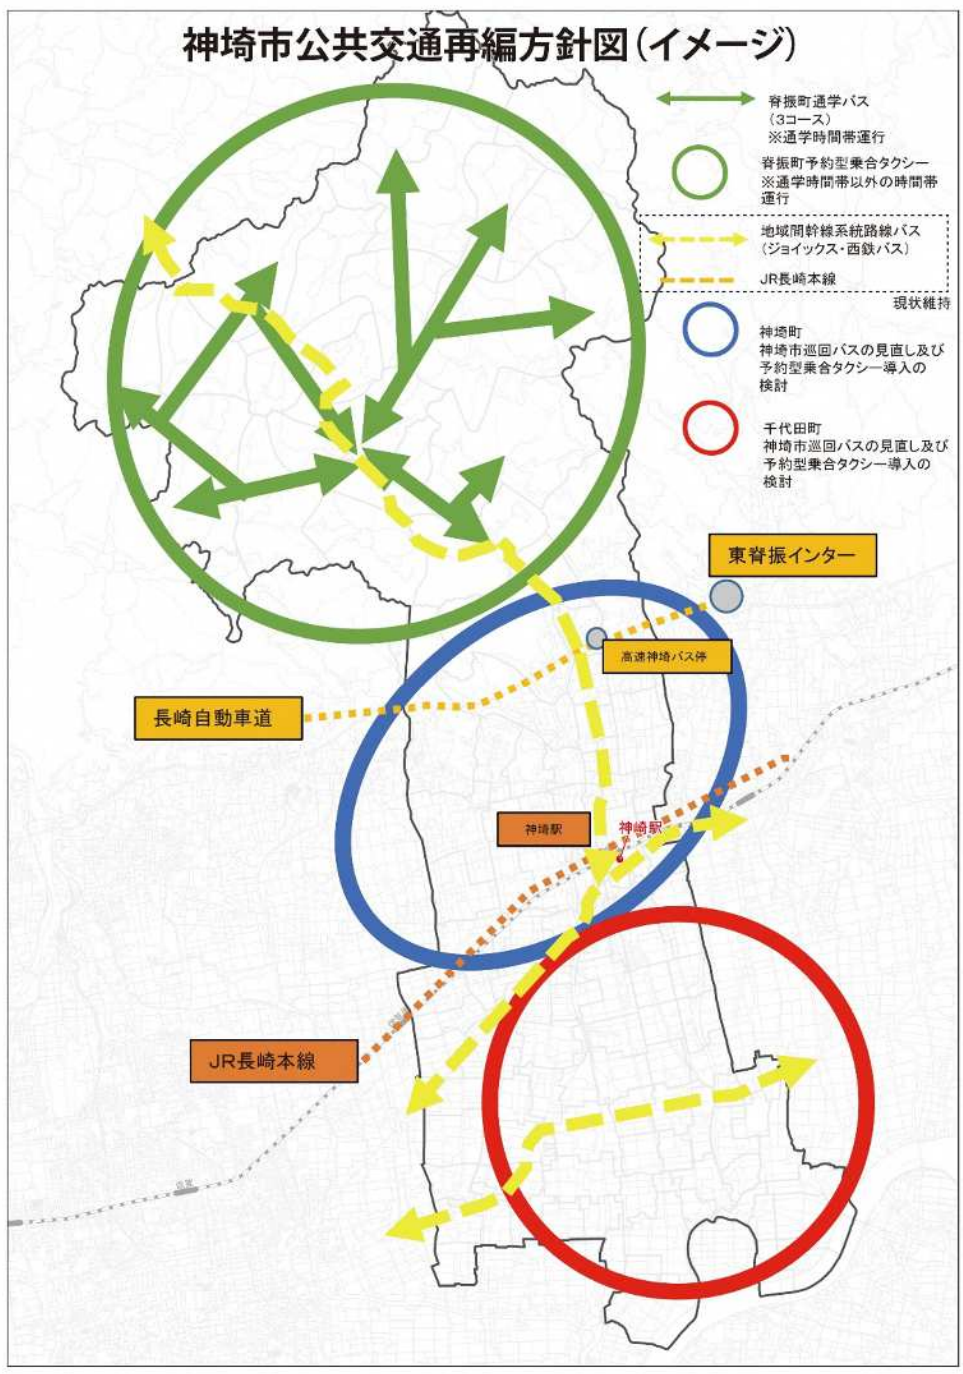 神埼市公共交通再編方針図(イメージ)
脊振町通学バス
(3コース)
※通学時間帯運行
脊振町予約型乗合タクシー
※通学時間帯以外の時間帯
運行
地域間幹線系統路線バス
(ジョイックス・西鉄バス)
JR長崎本線
現状維持
神埼町
神埼市巡回バスの見直し及び
予約型乗合タクシー導入の
検討
千代田町
神埼市巡回バスの見直し及び
予約型乗合タクシー導入の
検討
東脊振インター
高速神埼バス停
長崎自動車道
神埼駅
神崎駅
JR長崎本線